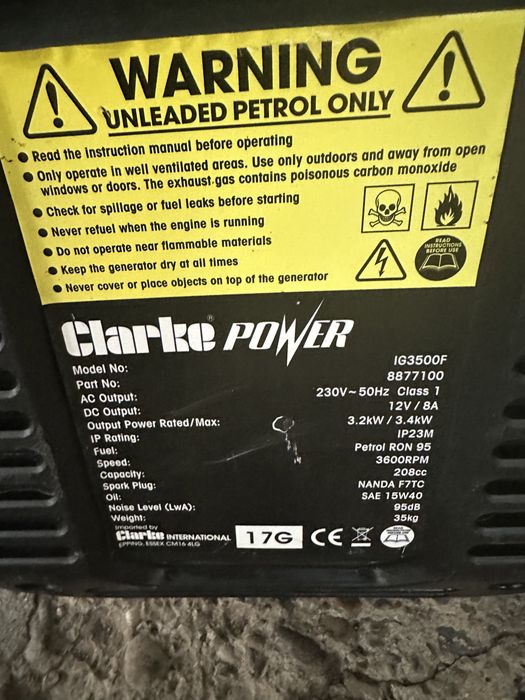 WARNING
UNLEADED PETROL ONLY
● Read the instruction manual before operating
● Only operate in well ventilated areas. Use only outdoors and away from open
windows or doors. The exhaust gas contains poisonous carbon monoxide
● Check for spillage or fuel leaks before starting
● Never refuel when the engine is running
● Do not operate near flammable materials
● Keep the generator dry at all times
● Never cover or place objects on top of the generator
READ
INSTRUCTIONS
BEFORE USE
Clarke® POWER
Model No: IG3500F
Part No: 8877100
AC Output: 230V~50Hz Class 1
DC Output: 12V / 8A
Output Power Rated/Max: 3.2kW / 3.4kW
IP Rating: IP23M
Fuel: Petrol RON 95
Speed: 3600RPM
Capacity: 208cc
Spark Plug: NANDA F7TC
Oil: SAE 15W40
Noise Level (LwA): 95dB
Weight: 35kg
Imported by
Clarke INTERNATIONAL
EPPING, ESSEX CM16 4LG
17G
CE